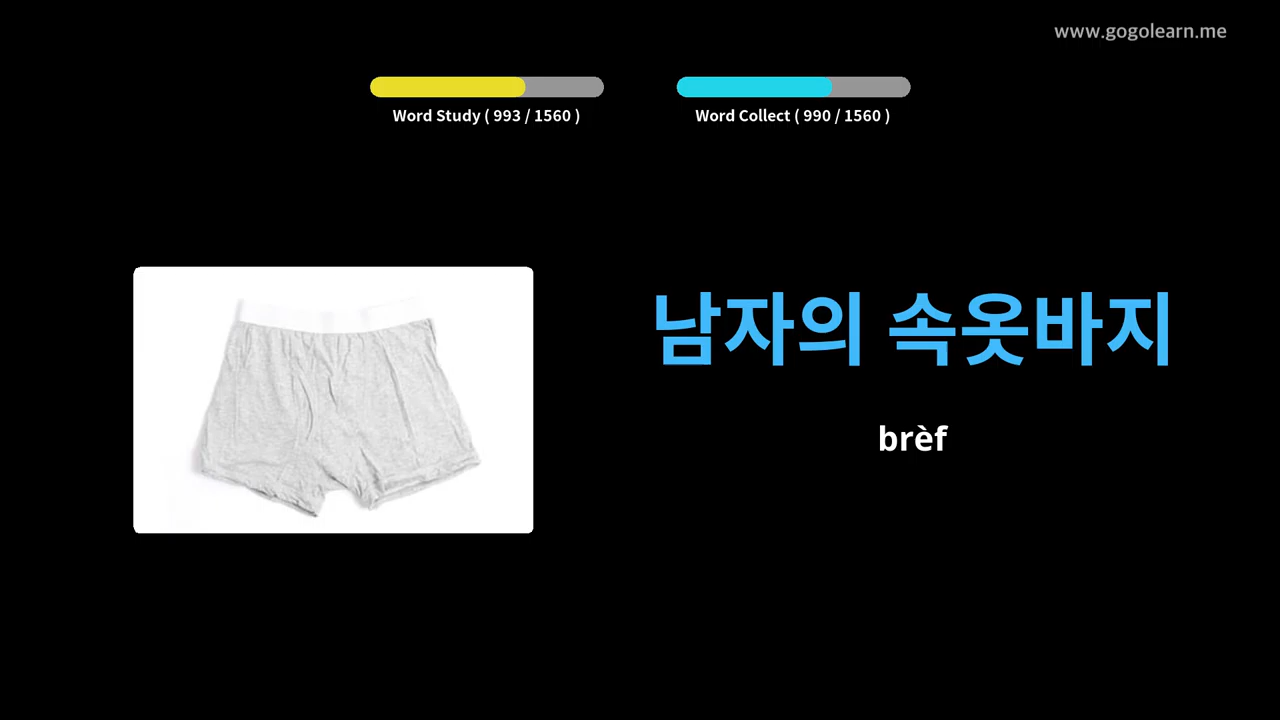 www.gogolearn.me
Word Study ( 993 / 1560 )
Word Collect ( 990 / 1560 )
남자의 속옷바지
brèf